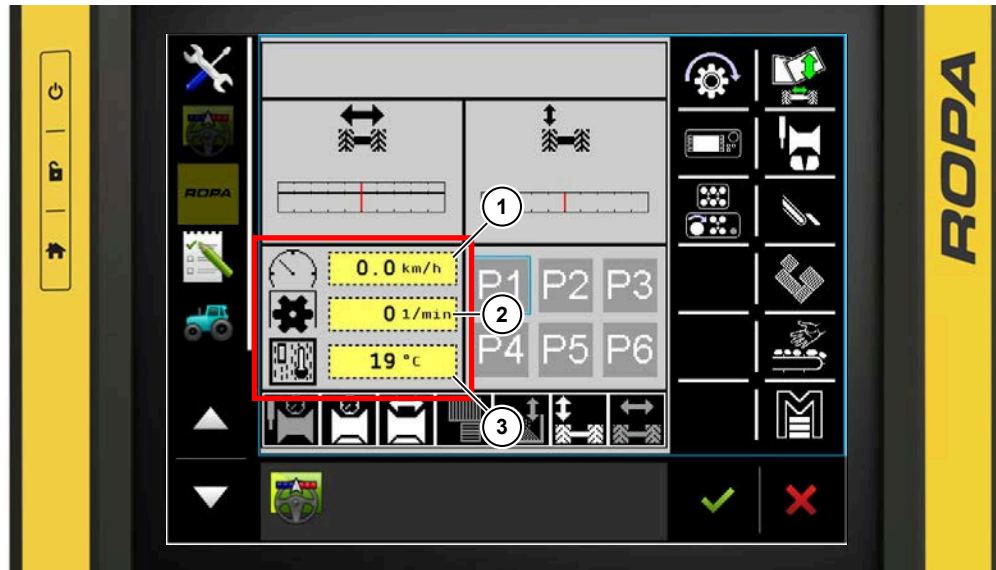 ROPA
ROPA
1
0.0 km/h
P1 P2 P3
2
0 1/min
P4 P5 P6
19 °C
3